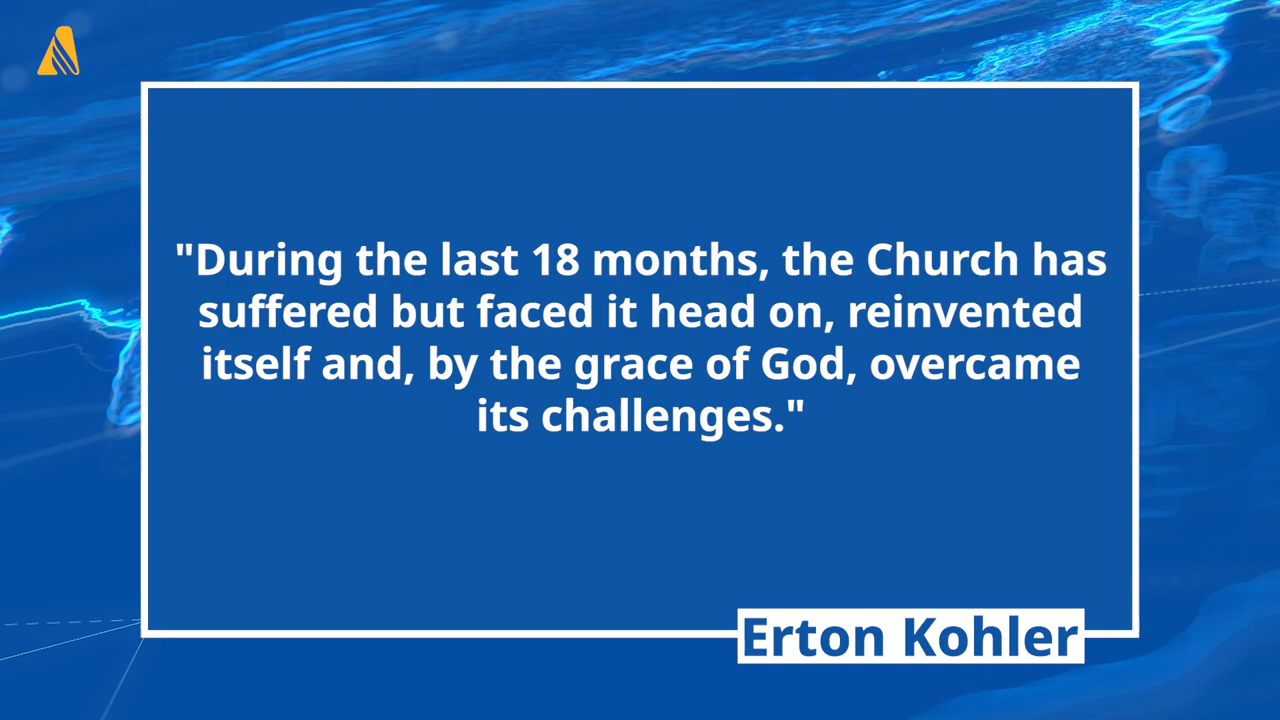 "During the last 18 months, the Church has
suffered but faced it head on, reinvented
itself and, by the grace of God, overcame
its challenges."
Erton Kohler